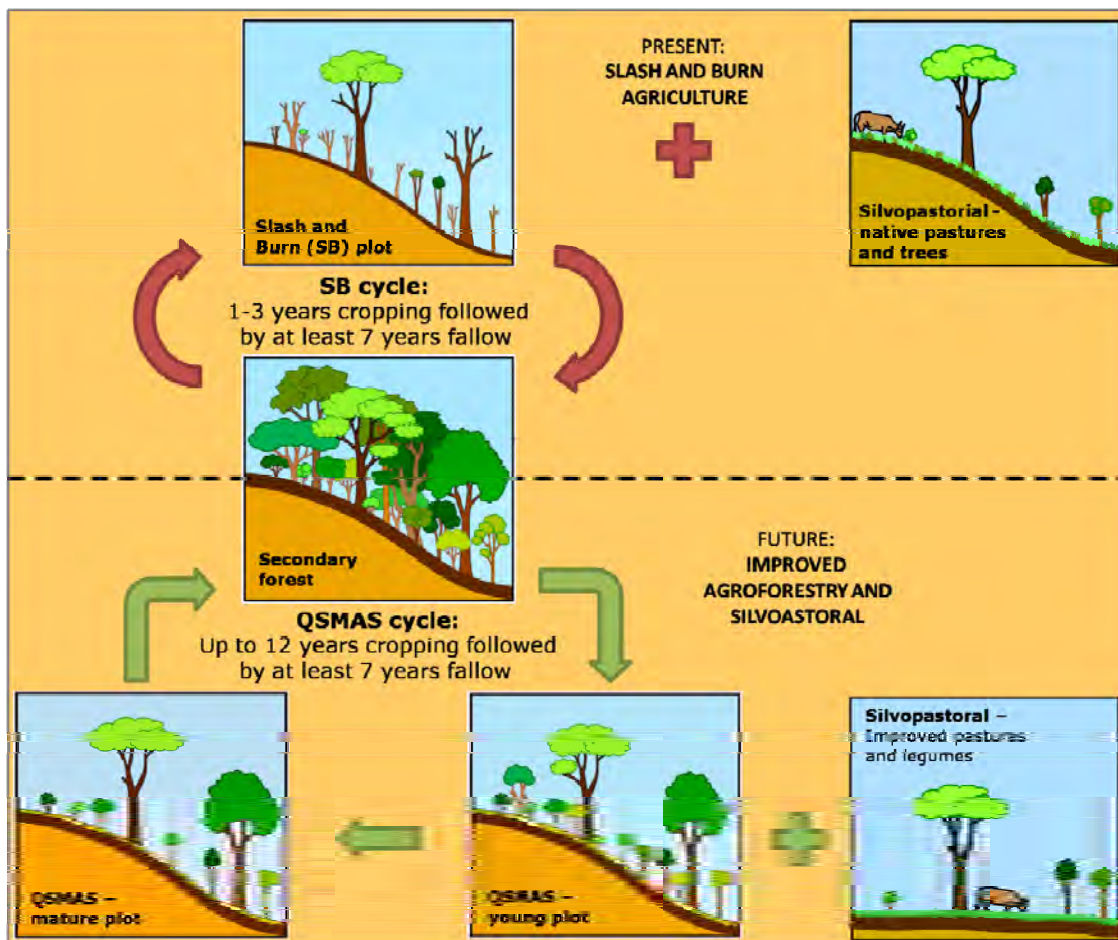 PRESENT:
SLASH AND BURN
AGRICULTURE
Slash and
Burn (SB) plot
Silvopastorial -
native pastures
and trees
SB cycle:
1-3 years cropping followed
by at least 7 years fallow
Secondary
forest
FUTURE:
IMPROVED
AGROFORESTRY AND
SILVOASTORAL
QSMAS cycle:
Up to 12 years cropping followed
by at least 7 years fallow
QSMAS –
mature plot
QSMAS –
young plot
Silvopastoral –
Improved pastures
and legumes